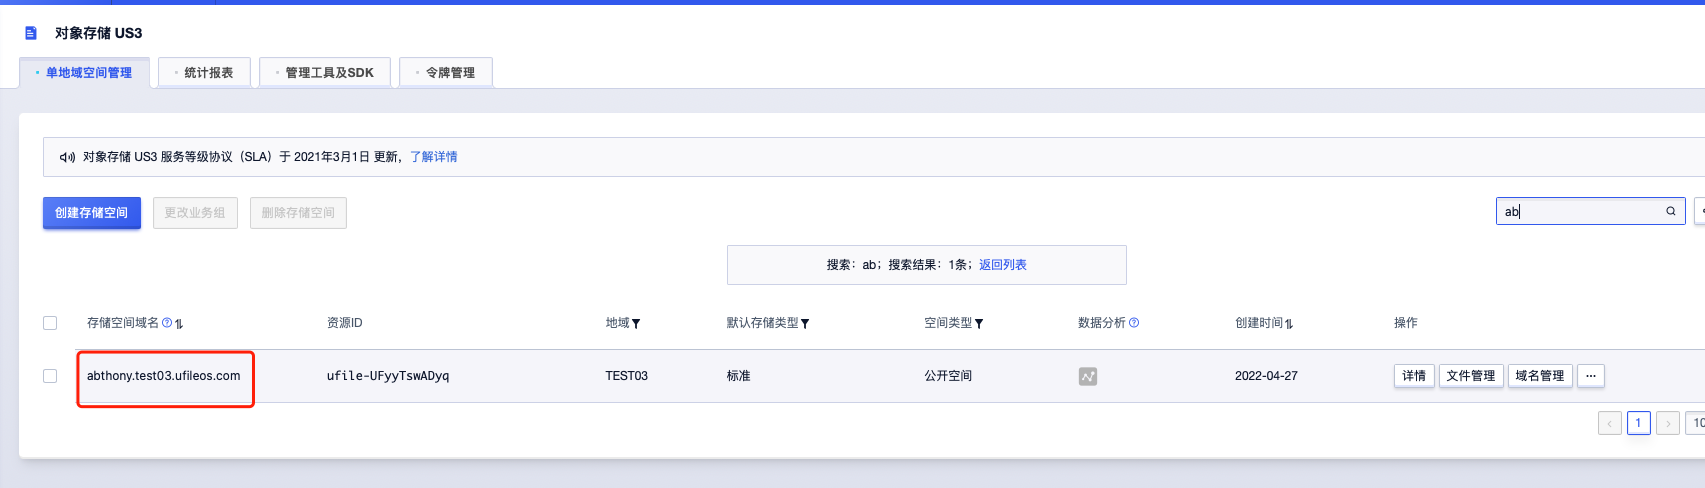 对象存储 US3
单地域空间管理 统计报表 管理工具及SDK 令牌管理
对象存储 US3 服务等级协议（SLA）于 2021年3月1日 更新，了解详情
创建存储空间 更改业务组 删除存储空间 ab
搜索：ab；搜索结果：1条；返回列表
存储空间域名 资源ID 地域 默认存储类型 空间类型 数据分析 创建时间 操作
abthony.test03.ufileos.com ufile-UFyyTswADyq TEST03 标准 公开空间 2022-04-27 详情 文件管理 域名管理 ...
1 10